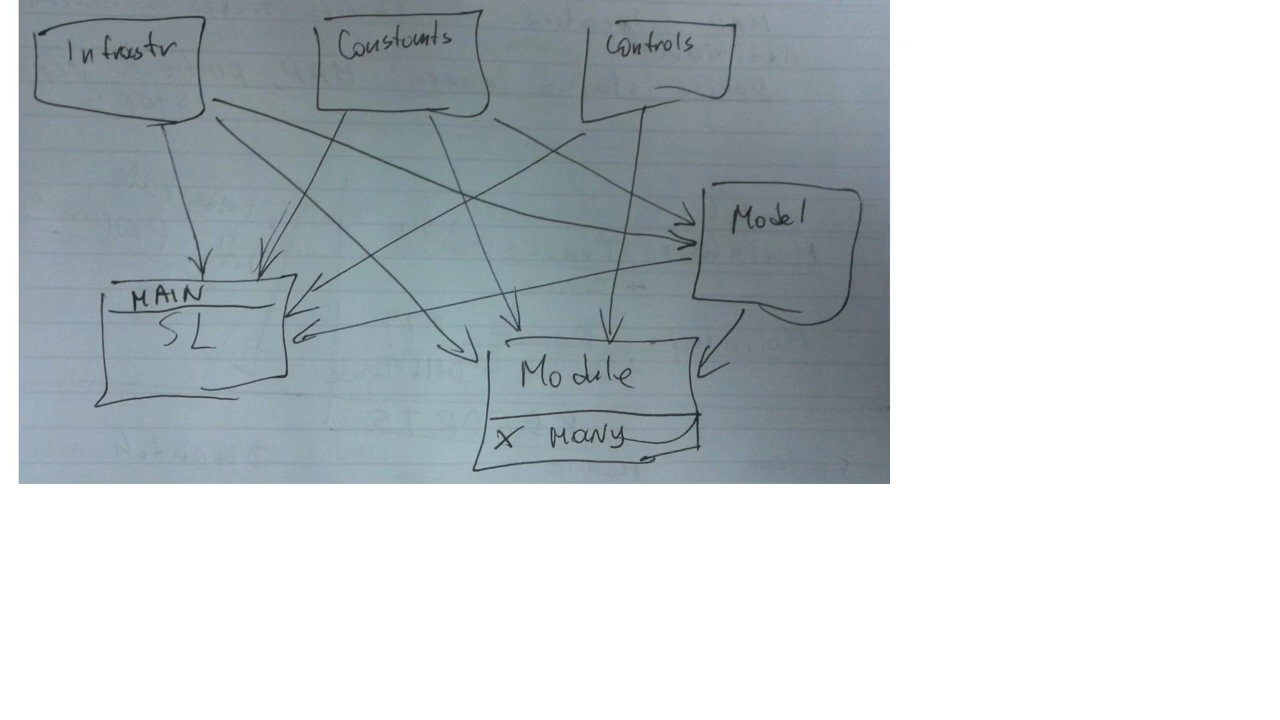 Infrastr
Constants
Controls
Model
MAIN
SL
Module
X MANY